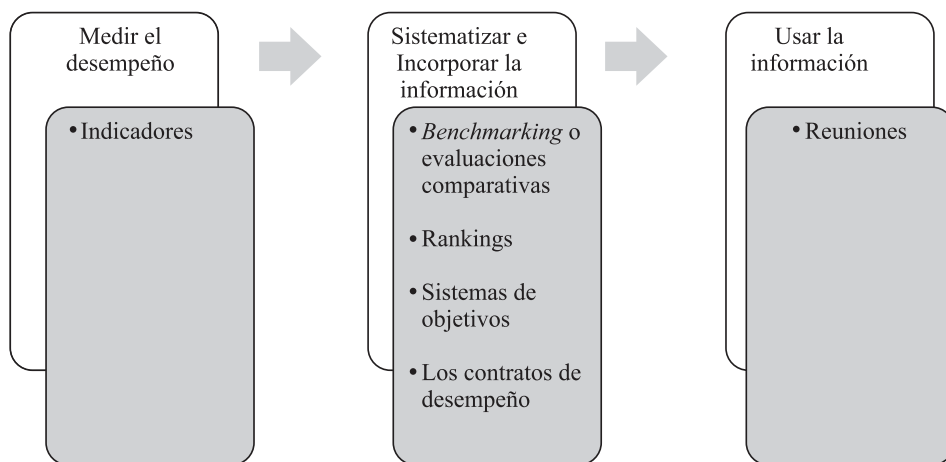 Medir el
desempeño
• Indicadores
Sistematizar e
Incorporar la
información
• Benchmarking o
evaluaciones
comparativas
• Rankings
• Sistemas de
objetivos
• Los contratos de
desempeño
Usar la
información
• Reuniones